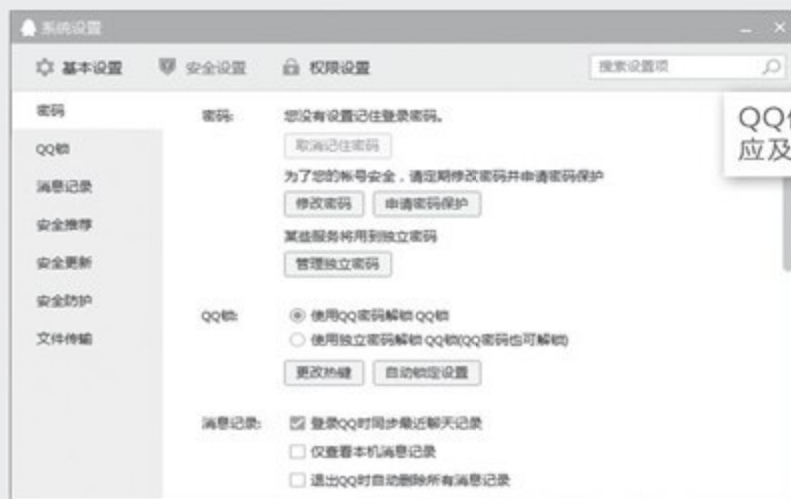 系统设置
基本设置 安全设置 权限设置 搜索设置项
密码 密码: 您没有设置记住登录密码。
取消记住密码
QQ锁
消息记录 为了您的帐号安全，请定期修改密码并申请密码保护
修改密码 申请密码保护
安全推荐 某些服务将用到独立密码
安全更新 管理独立密码
安全防护 QQ锁: 使用QQ密码解锁 QQ锁
文件传输 使用独立密码解锁 QQ锁(QQ密码也可解锁)
更改热键 自动锁定设置
消息记录: 登录QQ时同步最近聊天记录
仅查看本机消息记录
退出QQ时自动删除所有消息记录
QQ
应及